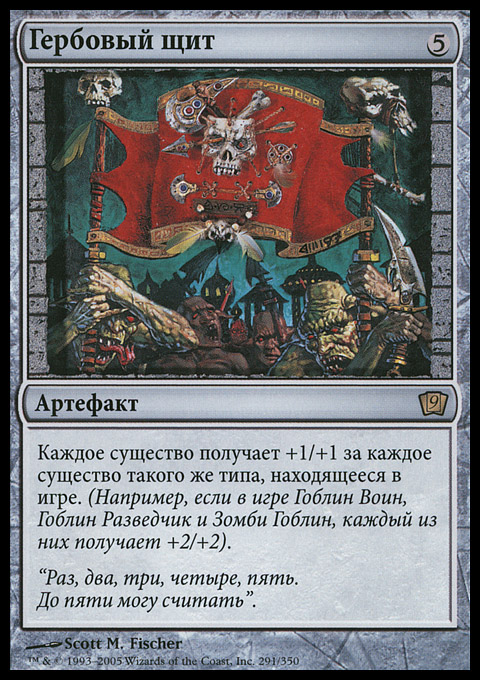 Гербовый щит
5
Артефакт
9
Каждое существо получает +1/+1 за каждое
существо такого же типа, находящееся в
игре. (Например, если в игре Гоблин Воин,
Гоблин Разведчик и Зомби Гоблин, каждый из
них получает +2/+2).
“Раз, два, три, четыре, пять.
До пяти могу считать”.
Scott M. Fischer
™ & © 1993–2005 Wizards of the Coast, Inc. 291/350